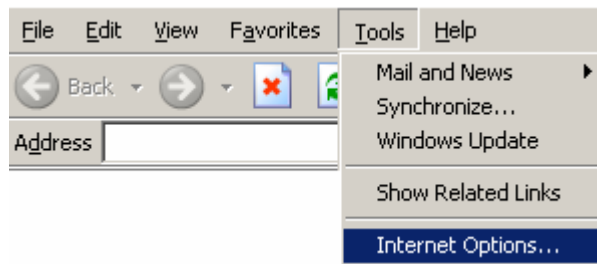 File Edit View Favorites Tools Help
Back
Address
Mail and News
Synchronize...
Windows Update
Show Related Links
Internet Options...